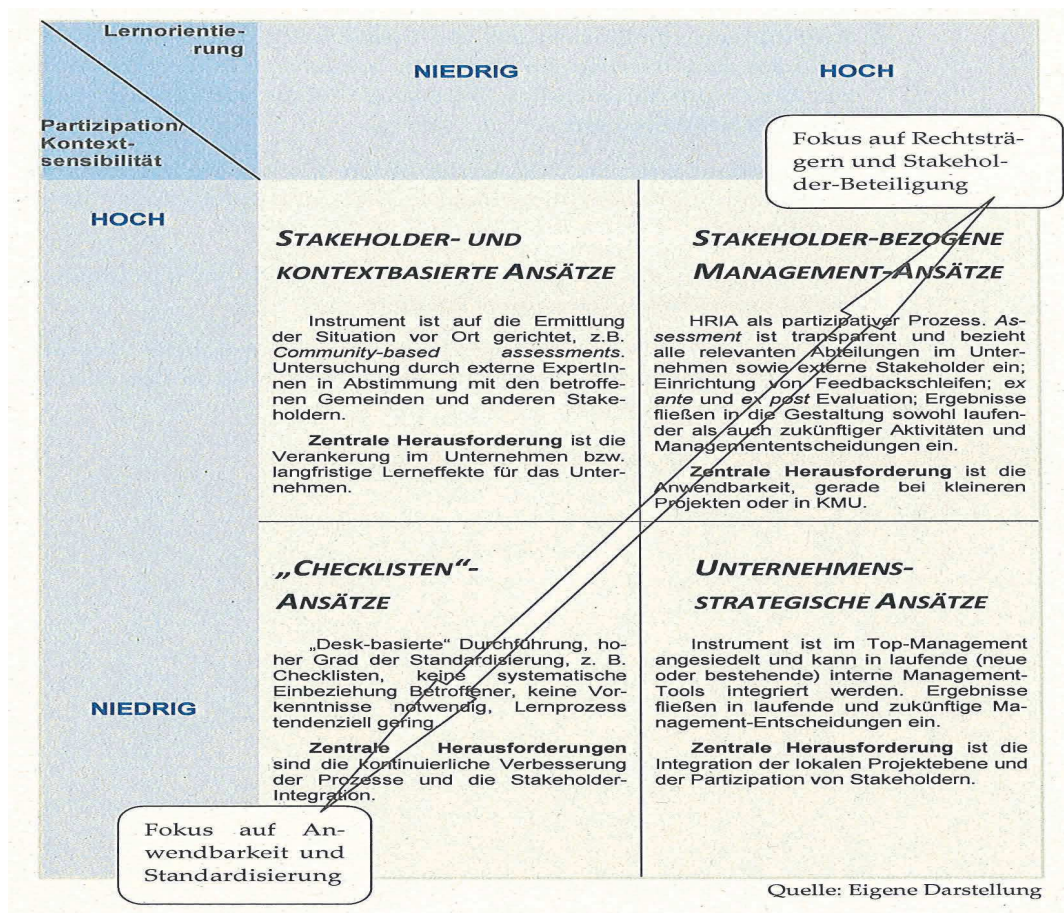 Lernorientie-
rung
Partizipation/
Kontext-
sensibilität
NIEDRIG
HOCH
Fokus auf Rechtsträ-
gern und Stakehol-
der-Beteiligung
HOCH
STAKEHOLDER- UND
KONTEXTBASIERTE ANSÄTZE
Instrument ist auf die Ermittlung
der Situation vor Ort gerichtet, z.B.
Community-based assessments.
Untersuchung durch externe ExpertIn-
nen in Abstimmung mit den betroffe-
nen Gemeinden und anderen Stake-
holdern.
Zentrale Herausforderung ist die
Verankerung im Unternehmen bzw.
langfristige Lerneffekte für das Unter-
nehmen.
STAKEHOLDER-BEZOGENE
MANAGEMENT-ANSÄTZE
HRIA als partizipativer Prozess. As-
sessment ist transparent und bezieht
alle relevanten Abteilungen im Unter-
nehmen sowie externe Stakeholder ein;
Einrichtung von Feedbackschleifen; ex
ante und ex post Evaluation; Ergebnisse
fließen in die Gestaltung sowohl laufen-
der als auch zukünftiger Aktivitäten und
Managemententscheidungen ein.
Zentrale Herausforderung ist die
Anwendbarkeit, gerade bei kleineren
Projekten oder in KMU.
NIEDRIG
„CHECKLISTEN“-
ANSÄTZE
„Desk-basierte“ Durchführung, ho-
her Grad der Standardisierung, z. B.
Checklisten, keine systematische
Einbeziehung Betroffener, keine Vor-
kenntnisse notwendig, Lernprozess
tendenziell gering.
Zentrale Herausforderungen
sind die Kontinuierliche Verbesserung
der Prozesse und die Stakeholder-
Integration.
UNTERNEHMENS-
STRATEGISCHE ANSÄTZE
Instrument ist im Top-Management
angesiedelt und kann in laufende (neue
oder bestehende) interne Management-
Tools integriert werden. Ergebnisse
fließen in laufende und zukünftige Ma-
nagement-Entscheidungen ein.
Zentrale Herausforderung ist die
Integration der lokalen Projektebene und
der Partizipation von Stakeholdern.
Fokus auf An-
wendbarkeit und
Standardisierung
Quelle: Eigene Darstellung